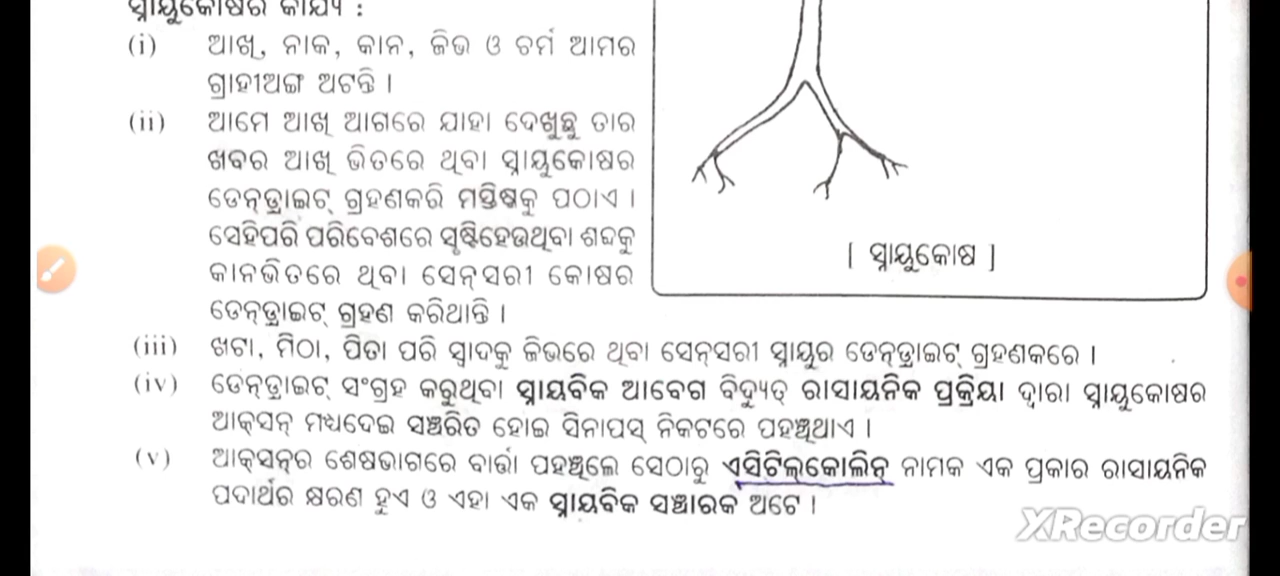 ସ୍ନାୟୁକୋଷର କାର୍ଯ୍ୟ :
(i) ଆଖି, ନାକ, କାନ, ଜିଭ ଓ ଚର୍ମ ଆମର
ଗ୍ରାହୀଅଙ୍ଗ ଅଟନ୍ତି ।
(ii) ଆମେ ଆଖି ଆଗରେ ଯାହା ଦେଖୁଛୁ ତାର
ଖବର ଆଖି ଭିତରେ ଥିବା ସ୍ନାୟୁକୋଷର
ଡେନ୍‌ଡ୍ରାଇଟ୍ ଗ୍ରହଣକରି ମସ୍ତିଷ୍କକୁ ପଠାଏ ।
ସେହିପରି ପରିବେଶରେ ସୃଷ୍ଟିହେଉଥିବା ଶବ୍ଦକୁ
କାନଭିତରେ ଥିବା ସେନ୍‌ସରୀ କୋଷର
ଡେନ୍‌ଡ୍ରାଇଟ୍ ଗ୍ରହଣ କରିଥାନ୍ତି ।
[ ସ୍ନାୟୁକୋଷ ]
(iii) ଖଟା, ମିଠା, ପିତା ପରି ସ୍ୱାଦକୁ ଜିଭରେ ଥିବା ସେନ୍‌ସରୀ ସ୍ନାୟୁର ଡେନ୍‌ଡ୍ରାଇଟ୍ ଗ୍ରହଣକରେ ।
(iv) ଡେନ୍‌ଡ୍ରାଇଟ୍ ସଂଗ୍ରହ କରୁଥିବା ସ୍ନାୟବିକ ଆବେଗ ବିଦ୍ୟୁତ୍ ରାସାୟନିକ ପ୍ରକ୍ରିୟା ଦ୍ୱାରା ସ୍ନାୟୁକୋଷର
ଆକ୍‌ସନ୍ ମଧ୍ୟଦେଇ ସଞ୍ଚରିତ ହୋଇ ସିନାପସ୍ ନିକଟରେ ପହଞ୍ଚିଥାଏ ।
(v) ଆକ୍‌ସନ୍‌ର ଶେଷଭାଗରେ ବାର୍ତ୍ତା ପହଞ୍ଚିଲେ ସେଠାରୁ ଏସିଟିଲ୍‌କୋଲିନ୍ ନାମକ ଏକ ପ୍ରକାର ରାସାୟନିକ
ପଦାର୍ଥର କ୍ଷରଣ ହୁଏ ଓ ଏହା ଏକ ସ୍ନାୟବିକ ସଞ୍ଚାରକ ଅଟେ ।
XRecorder